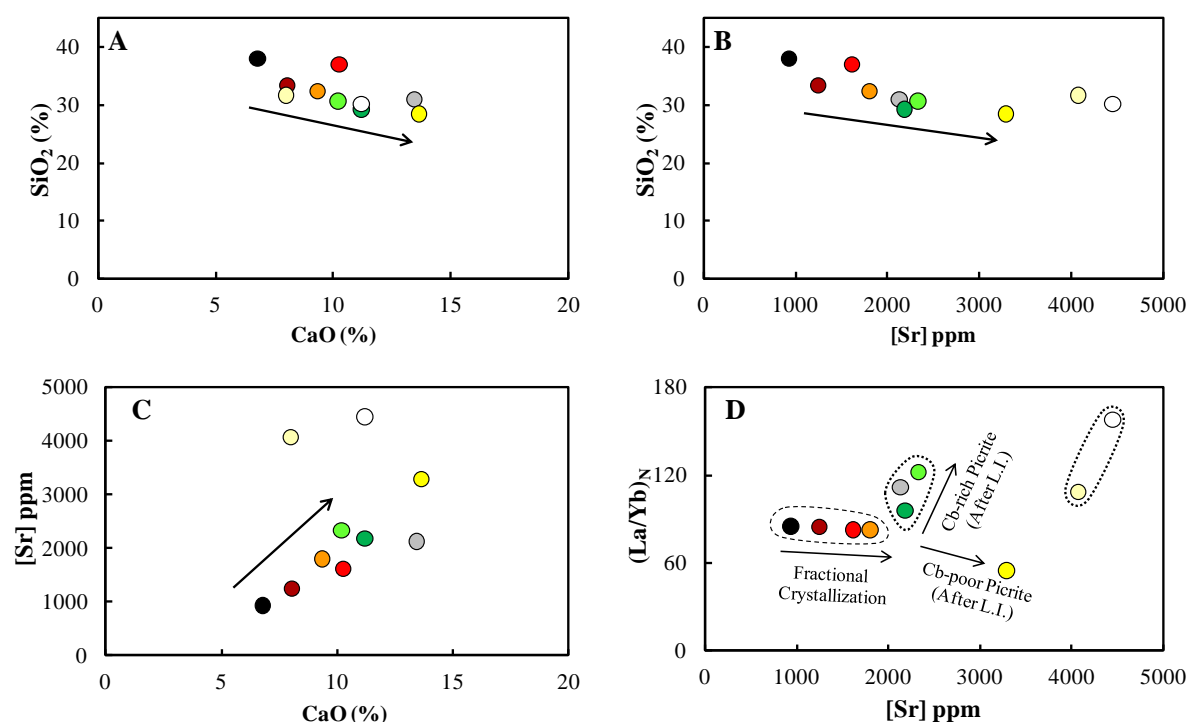 A
SiO2 (%)
40
30
20
10
0
0 5 10 15 20
CaO (%)
B
SiO2 (%)
40
30
20
10
0
0 1000 2000 3000 4000 5000
[Sr] ppm
C
[Sr] ppm
5000
4000
3000
2000
1000
0
0 5 10 15 20
CaO (%)
D
(La/Yb)N
180
120
60
0
Fractional
Crystallization
Cb-rich Picrite
(After L.I.)
Cb-poor Picrite
(After L.I.)
0 1000 2000 3000 4000 5000
[Sr] ppm